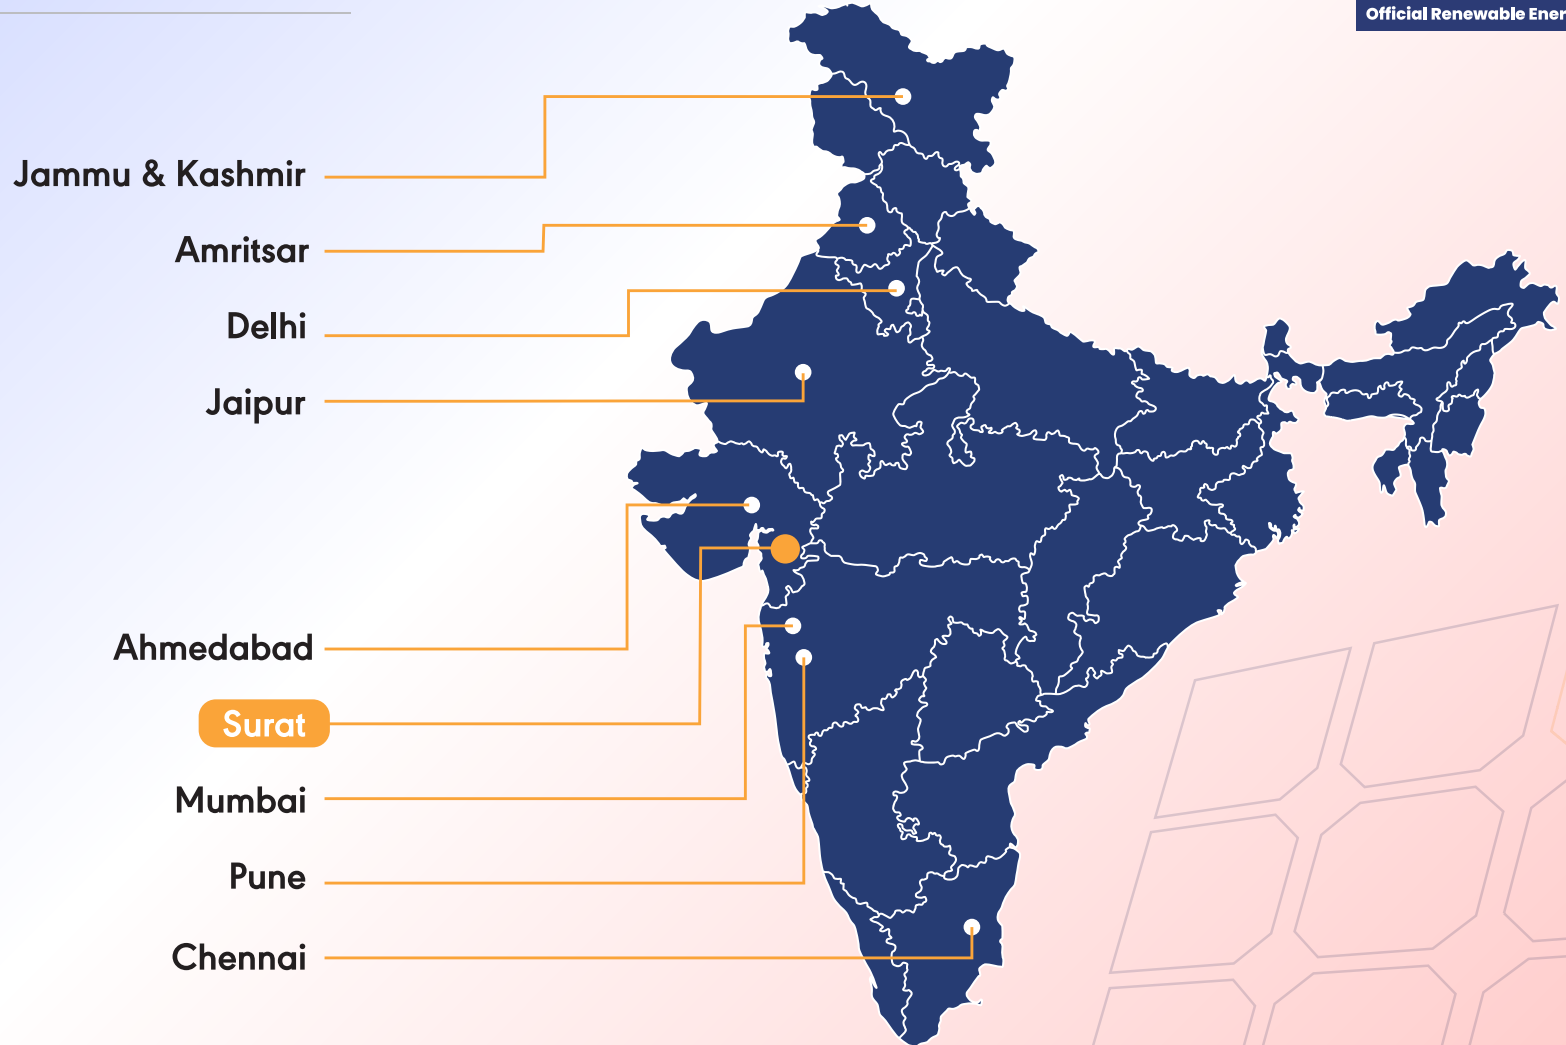 Official Renewable Ener
Jammu & Kashmir
Amritsar
Delhi
Jaipur
Ahmedabad
Surat
Mumbai
Pune
Chennai